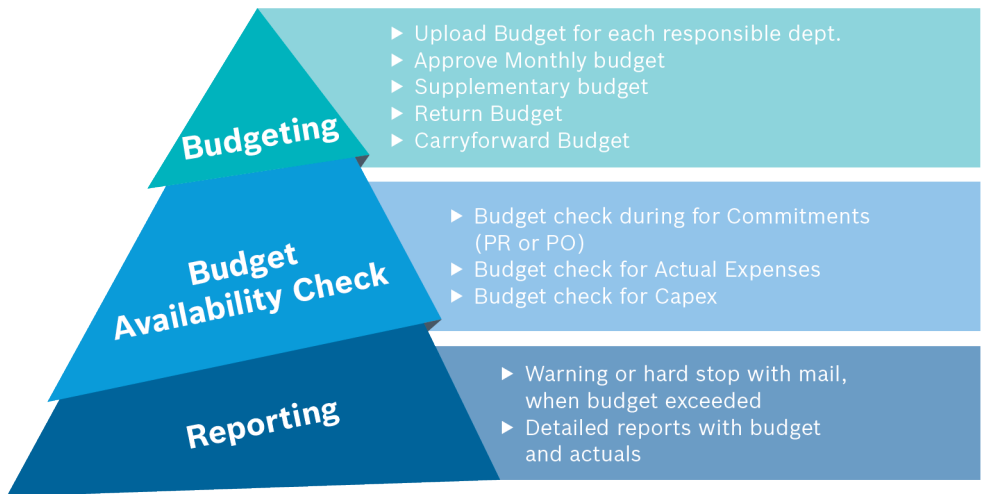 Budgeting
▶ Upload Budget for each responsible dept.
▶ Approve Monthly budget
▶ Supplementary budget
▶ Return Budget
▶ Carryforward Budget
Budget
Availability Check
▶ Budget check during for Commitments
(PR or PO)
▶ Budget check for Actual Expenses
▶ Budget check for Capex
Reporting
▶ Warning or hard stop with mail,
when budget exceeded
▶ Detailed reports with budget
and actuals